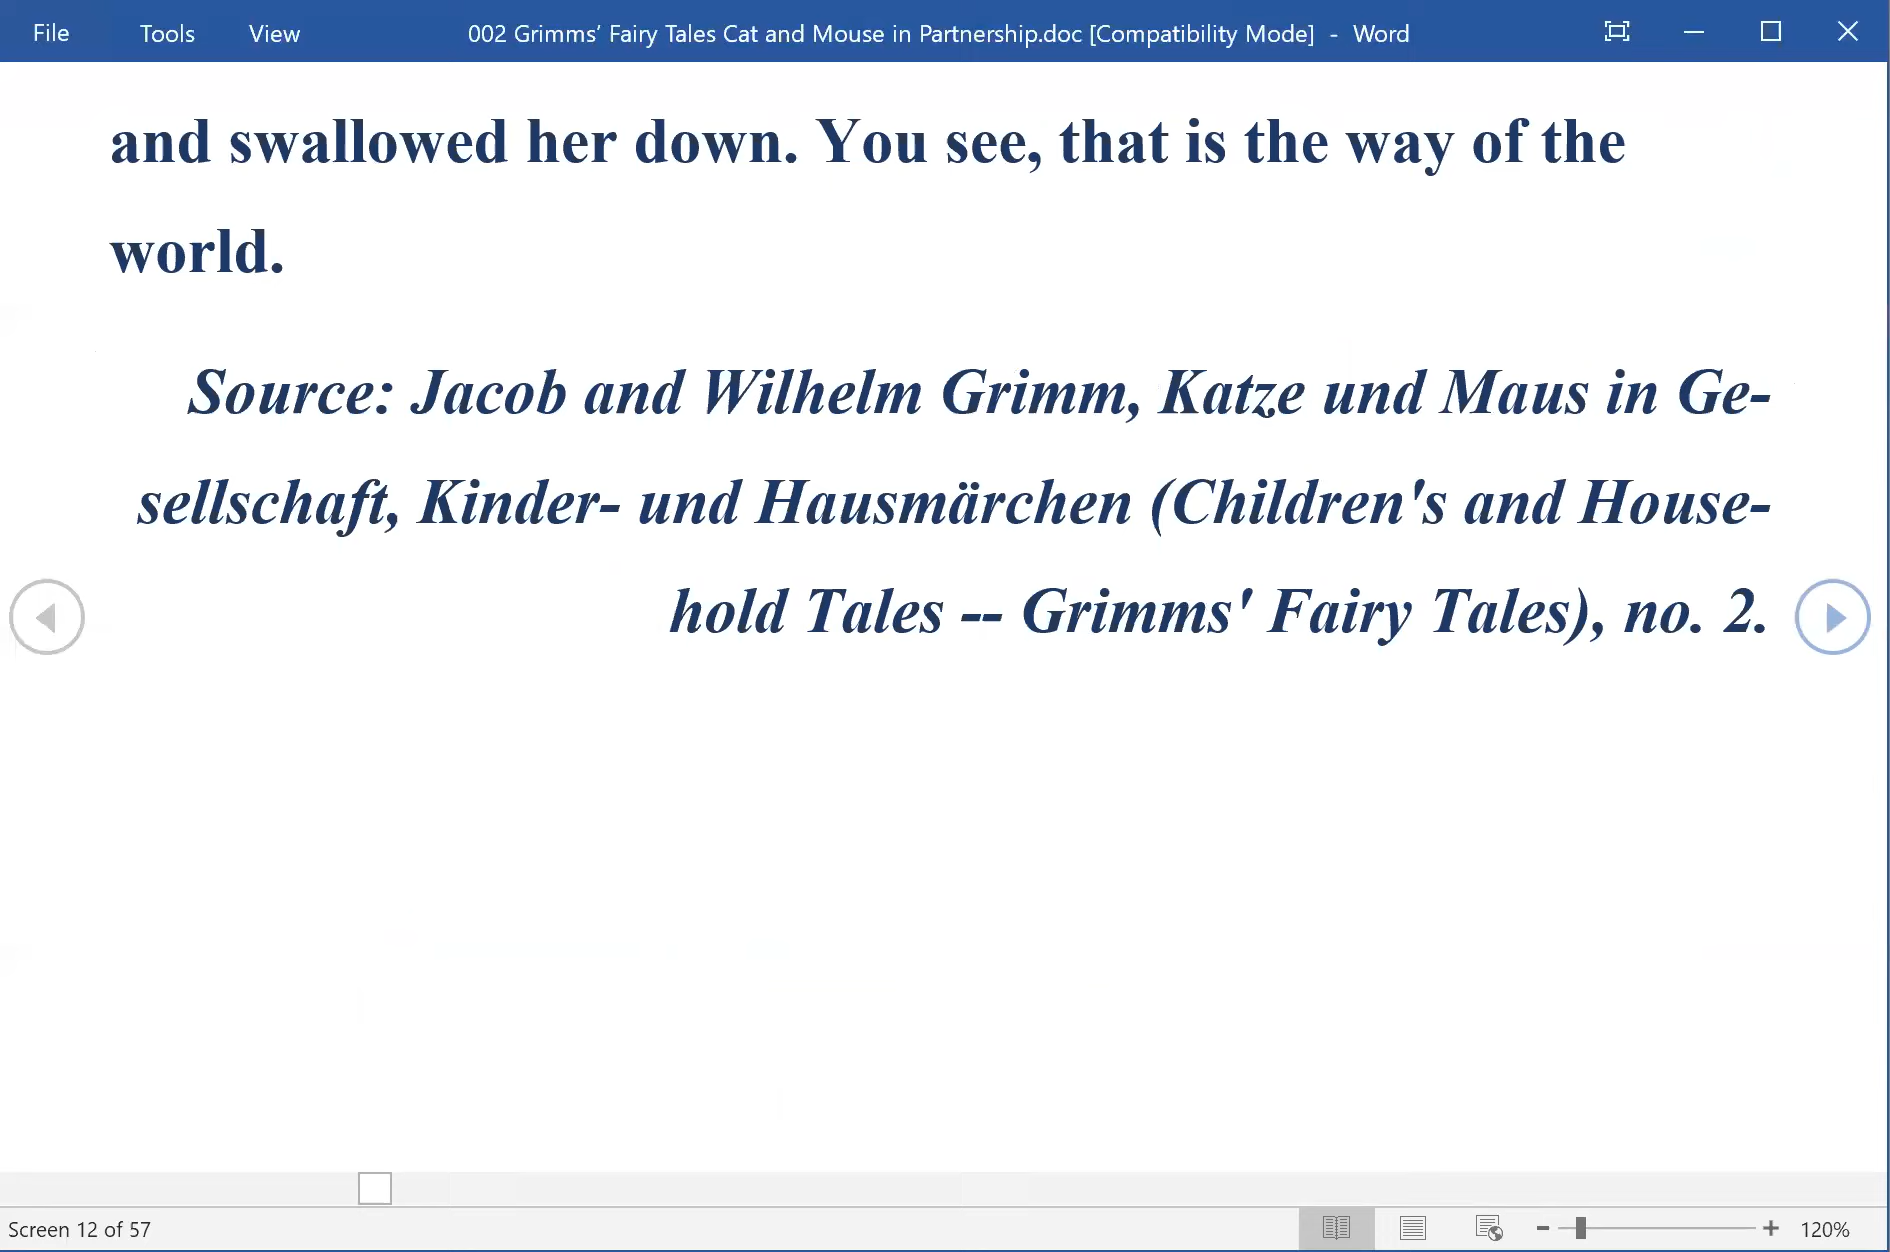 File Tools View 002 Grimms’ Fairy Tales Cat and Mouse in Partnership.doc [Compatibility Mode] - Word
and swallowed her down. You see, that is the way of the
world.
Source: Jacob and Wilhelm Grimm, Katze und Maus in Ge-
sellschaft, Kinder- und Hausmärchen (Children's and House-
hold Tales -- Grimms' Fairy Tales), no. 2.
Screen 12 of 57 120%